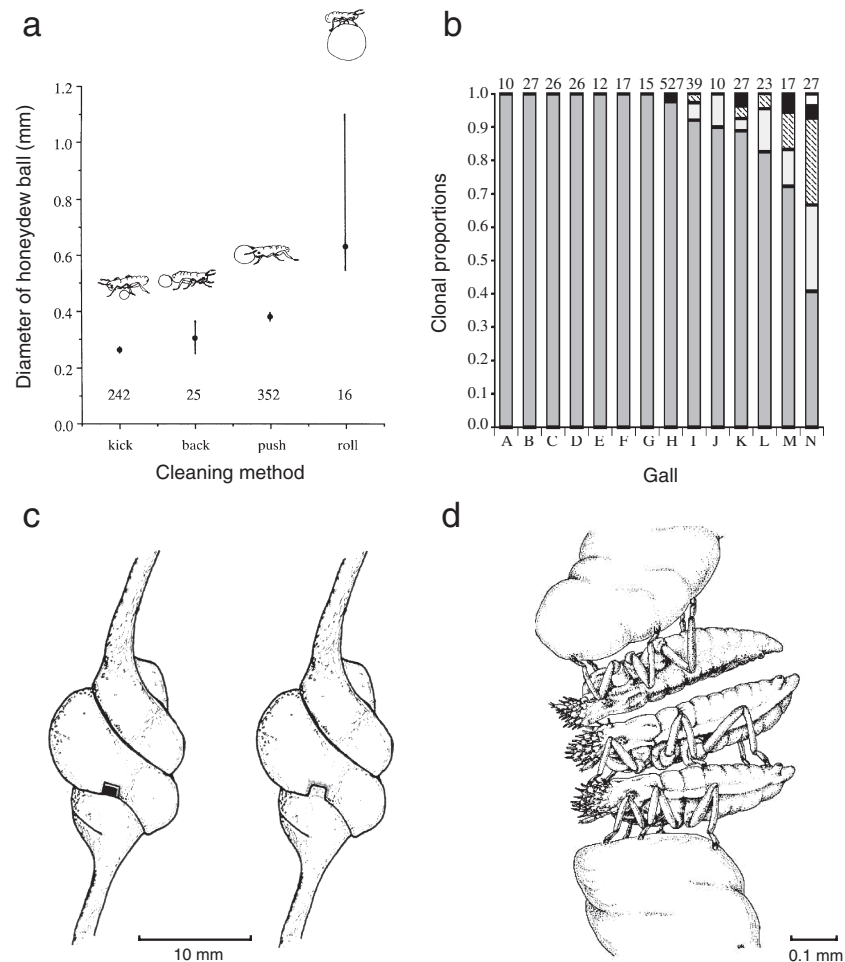 a
1.2
1.0
0.8
0.6
0.4
0.2
0.0
Diameter of honeydew ball (mm)
242 25 352 16
kick back push roll
Cleaning method
b
10 27 26 26 12 17 15 527 39 10 27 23 17 27
1.0
0.9
0.8
0.7
0.6
0.5
0.4
0.3
0.2
0.1
0.0
Clonal proportions
A B C D E F G H I J K L M N
Gall
c
10 mm
d
0.1 mm